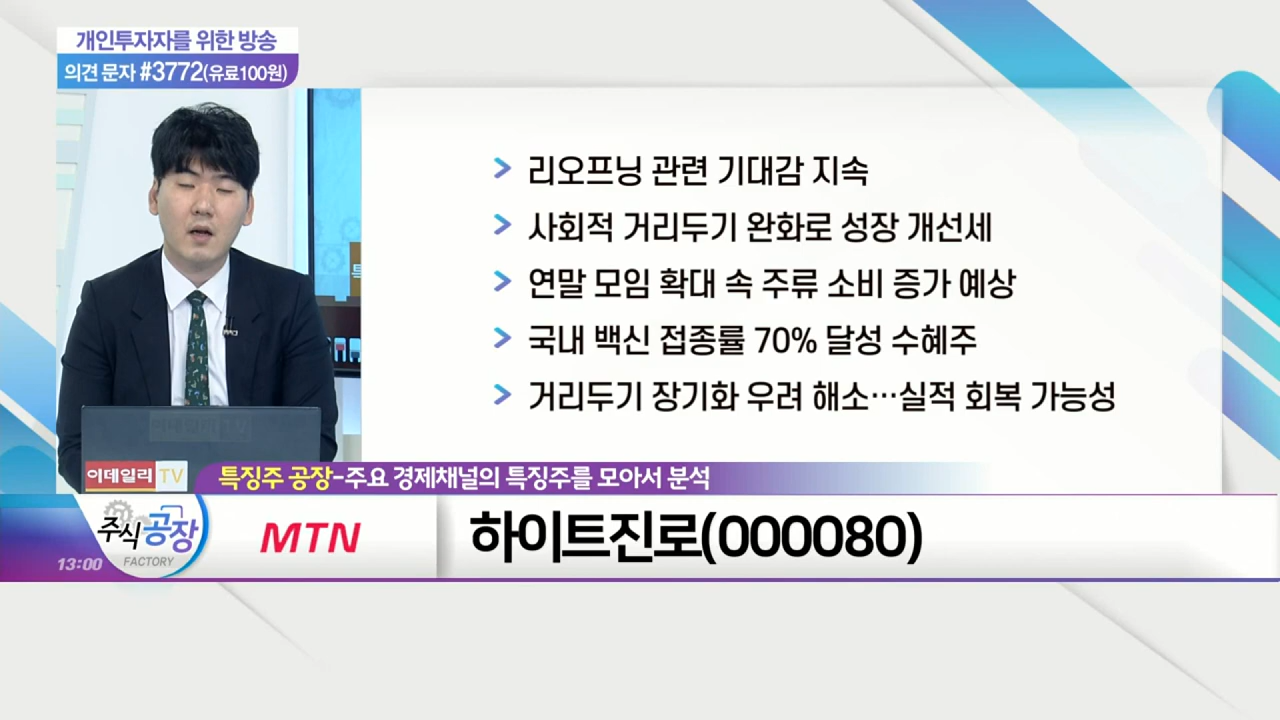 개인투자자를 위한 방송
의견 문자 #3772(유료100원)
> 리오프닝 관련 기대감 지속
> 사회적 거리두기 완화로 성장 개선세
> 연말 모임 확대 속 주류 소비 증가 예상
> 국내 백신 접종률 70% 달성 수혜주
> 거리두기 장기화 우려 해소…실적 회복 가능성
이데일리 TV
특징주 공장-주요 경제채널의 특징주를 모아서 분석
주식공장
FACTORY
13:00
MTN
하이트진로(000080)